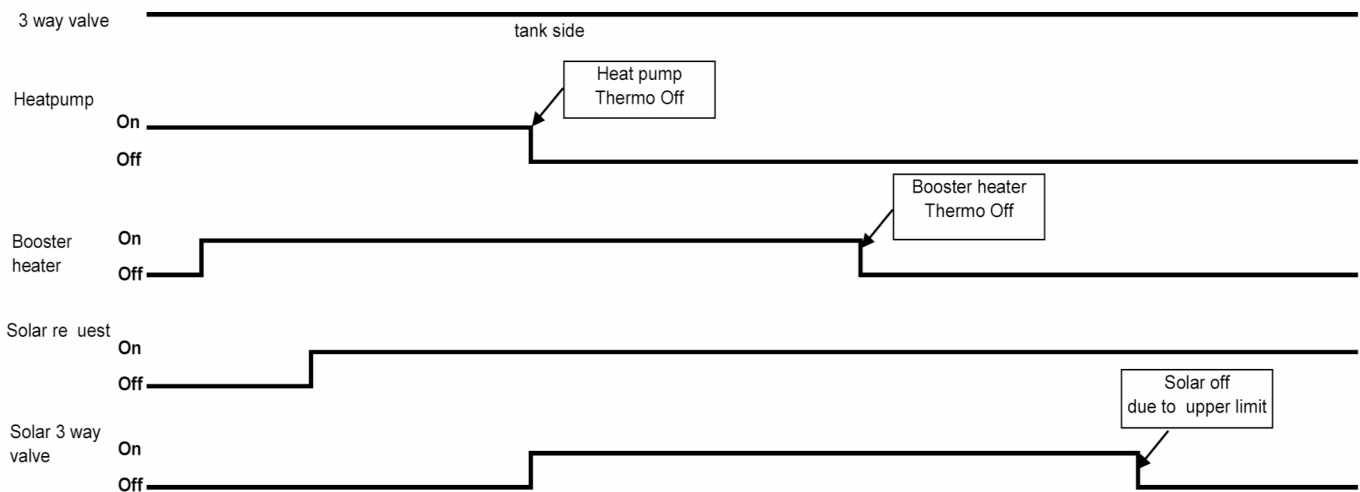 3 way valve
tank side
Heat pump
Thermo Off
Heatpump
On
Off
Booster heater
Thermo Off
Booster
heater
On
Off
Solar re uest
On
Off
Solar off
due to upper limit
Solar 3 way
valve
On
Off